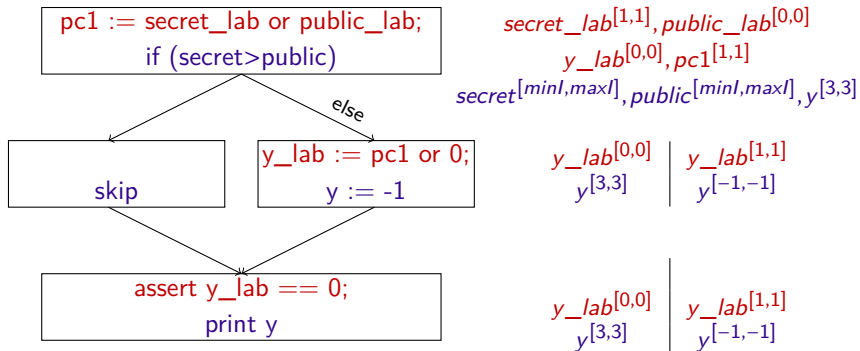 pc1 := secret_lab or public_lab;
if (secret>public)
secret_lab[1,1], public_lab[0,0]
y_lab[0,0], pc1[1,1]
secret[minI,maxI], public[minI,maxI], y[3,3]
else
skip
y_lab := pc1 or 0;
y := -1
y_lab[0,0] y_lab[1,1]
y[3,3] y[−1,−1]
assert y_lab == 0;
print y
y_lab[0,0] y_lab[1,1]
y[3,3] y[−1,−1]